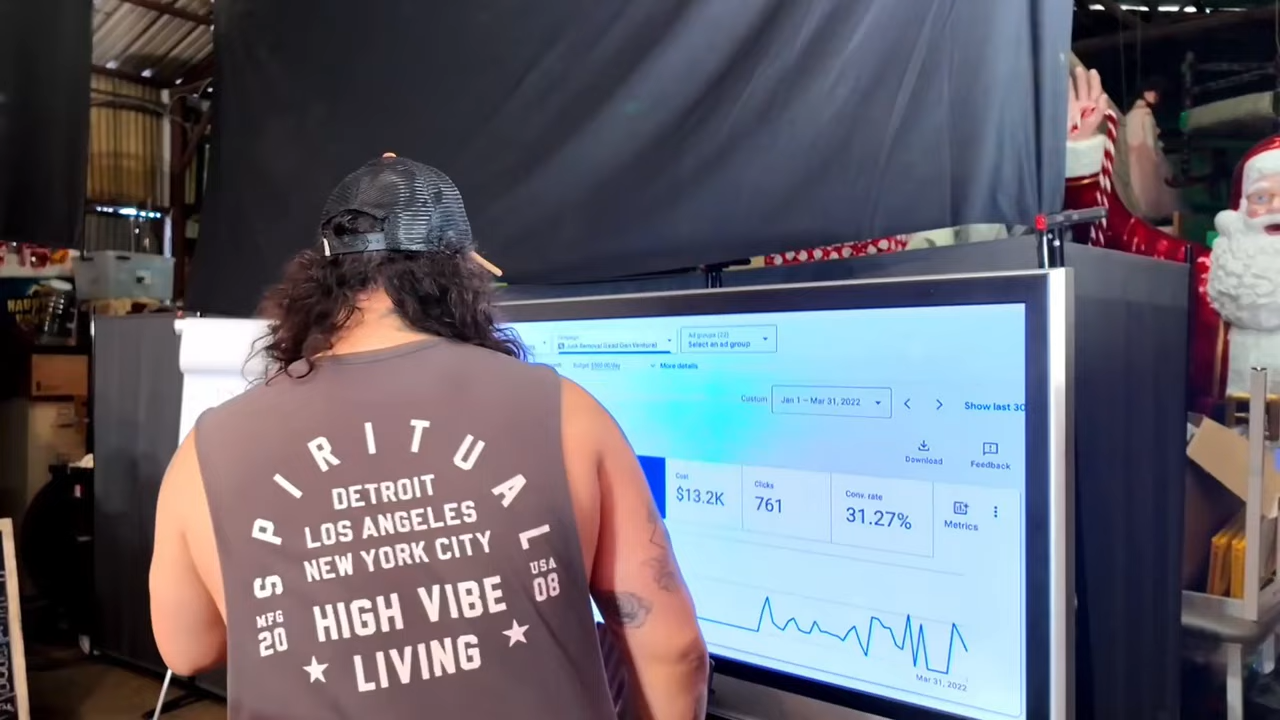 SPIRITUAL
DETROIT
LOS ANGELES
NEW YORK CITY
MFG
20
USA
08
HIGH VIBE
LIVING
Ad groups (22)
Select an ad group
More details
Custom
Jan 1 – Mar 31, 2022
Show last 30
Download
Feedback
Cost
$13.2K
Clicks
761
Conv. rate
31.27%
Metrics
Mar 31, 2022